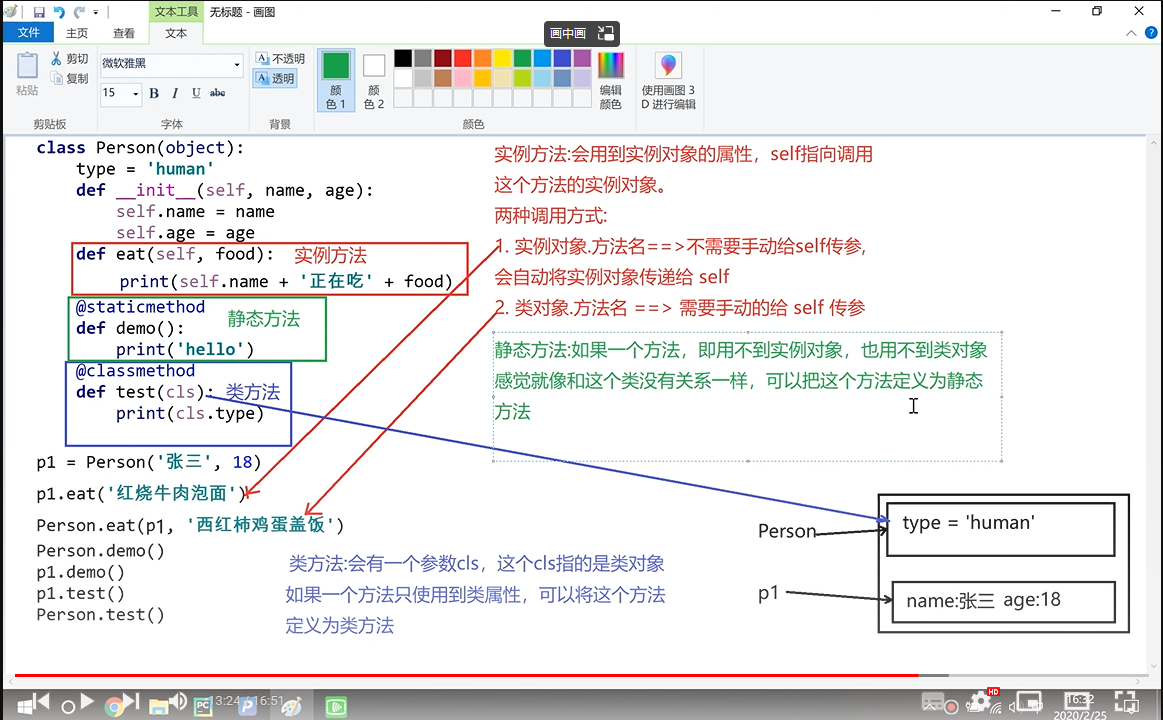 文本工具 无标题 - 画图
文件 主页 查看 文本
画中画
粘贴 剪切 复制
剪贴板
微软雅黑
15 B I U abc
字体
不透明
透明
背景
颜色 1
颜色 2
颜色
编辑颜色
使用画图 3D 进行编辑
class Person(object):
type = 'human'
def __init__(self, name, age):
self.name = name
self.age = age
def eat(self, food): 实例方法
print(self.name + '正在吃' + food)
@staticmethod
def demo(): 静态方法
print('hello')
@classmethod
def test(cls): 类方法
print(cls.type)
p1 = Person('张三', 18)
p1.eat('红烧牛肉泡面')
Person.eat(p1, '西红柿鸡蛋盖饭')
Person.demo()
p1.demo()
p1.test()
Person.test()
实例方法:会用到实例对象的属性，self指向调用
这个方法的实例对象。
两种调用方式:
1. 实例对象.方法名==>不需要手动给self传参,
会自动将实例对象传递给 self
2. 类对象.方法名 ==> 需要手动的给 self 传参
静态方法:如果一个方法，即用不到实例对象，也用不到类对象
感觉就像和这个类没有关系一样，可以把这个方法定义为静态
方法
类方法:会有一个参数cls，这个cls指的是类对象
如果一个方法只使用到类属性，可以将这个方法
定义为类方法
Person
type = 'human'
p1
name:张三 age:18
13:24 / 16:51
PC
P
HD
16:32
2020/2/25